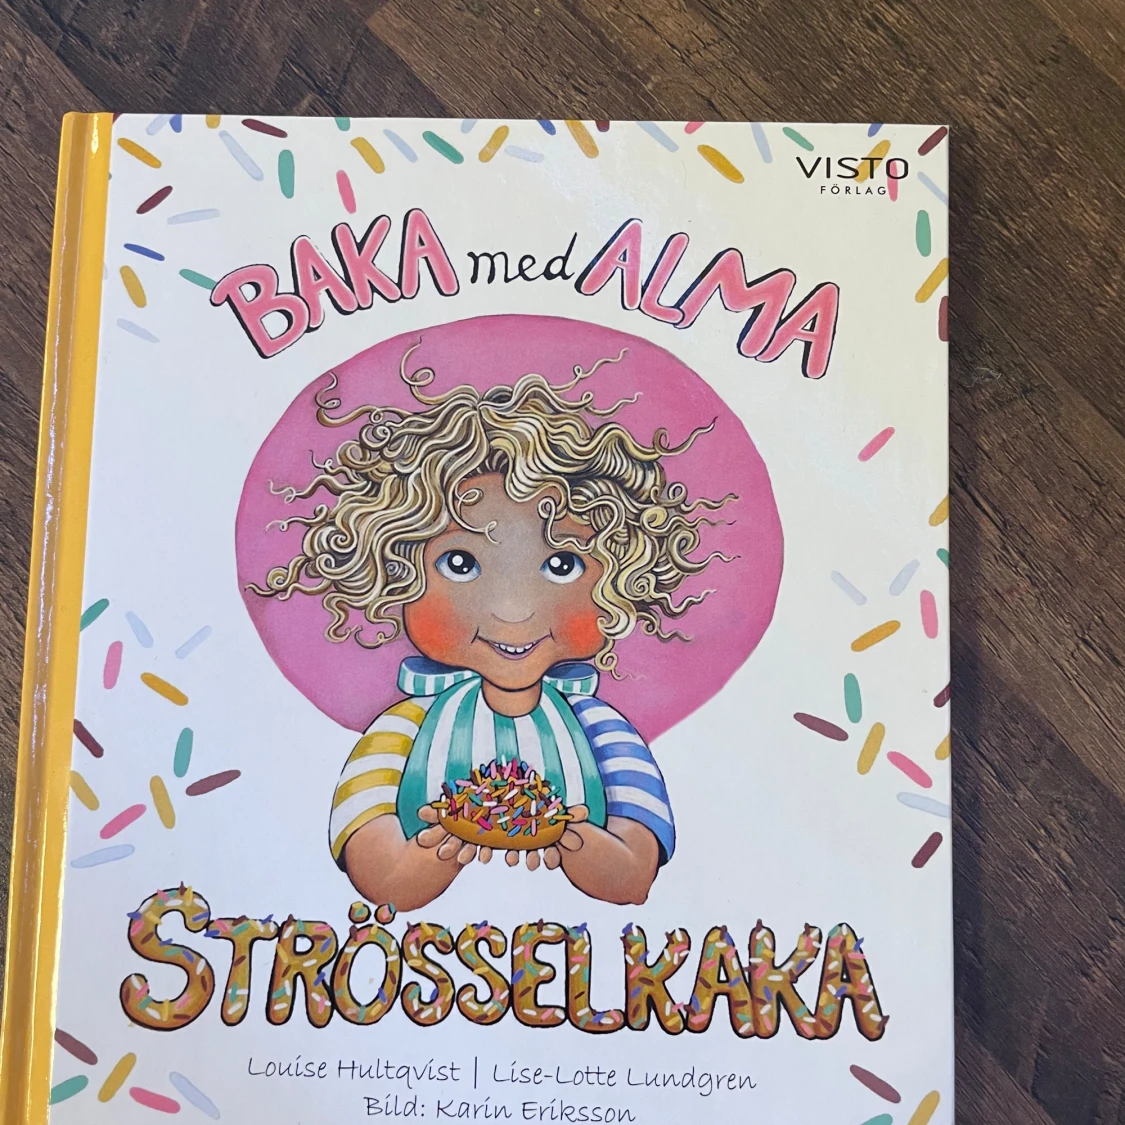 VISTO
FÖRLAG
BAKA med ALMA
STRÖSSELKAKA
Louise Hultqvist | Lise-Lotte Lundgren
Bild: Karin Eriksson